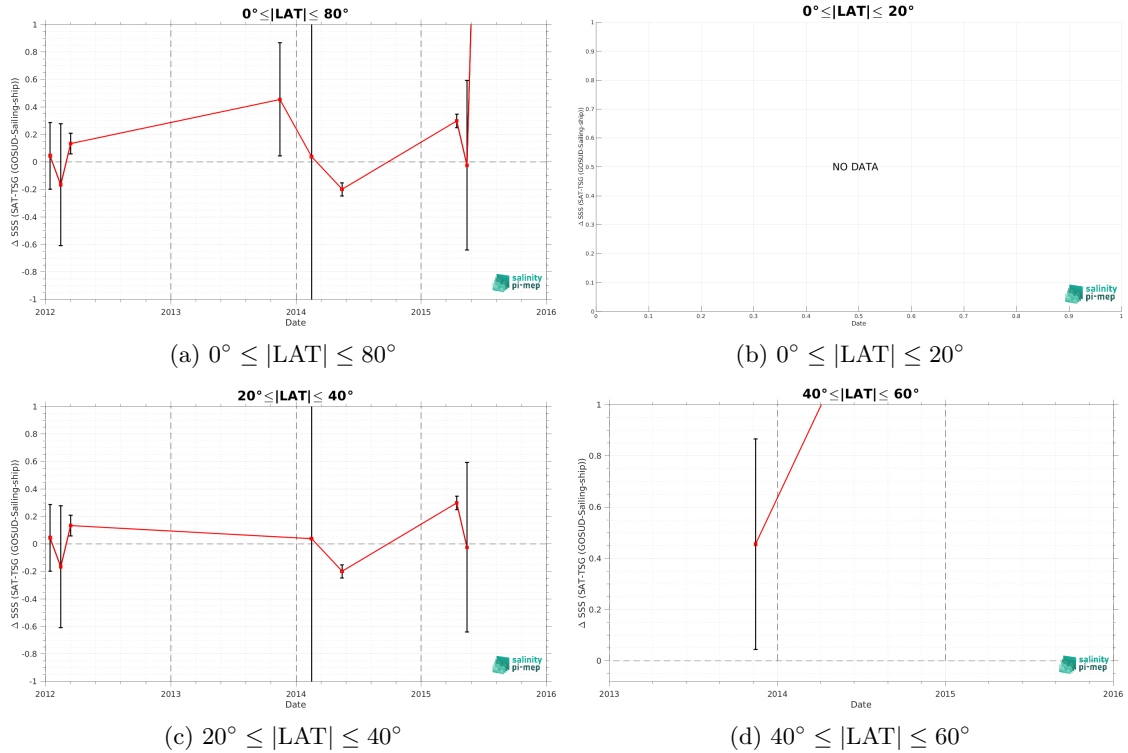 0°≤|LAT|≤ 80°
Δ SSS (SAT-TSG (GOSUD-Sailing-ship))
1
0.8
0.6
0.4
0.2
0
-0.2
-0.4
-0.6
-0.8
-1
2012 2013 2014 2015 2016
Date
salinity
pi-mep
(a) 0° ≤ |LAT| ≤ 80°
0°≤|LAT|≤ 20°
Δ SSS (SAT-TSG (GOSUD-Sailing-ship))
1
0.9
0.8
0.7
0.6
0.5
0.4
0.3
0.2
0.1
0
NO DATA
0 0.1 0.2 0.3 0.4 0.5 0.6 0.7 0.8 0.9 1
Date
salinity
pi-mep
(b) 0° ≤ |LAT| ≤ 20°
20°≤|LAT|≤ 40°
Δ SSS (SAT-TSG (GOSUD-Sailing-ship))
1
0.8
0.6
0.4
0.2
0
-0.2
-0.4
-0.6
-0.8
-1
2012 2013 2014 2015 2016
Date
salinity
pi-mep
(c) 20° ≤ |LAT| ≤ 40°
40°≤|LAT|≤ 60°
Δ SSS (SAT-TSG (GOSUD-Sailing-ship))
1
0.8
0.6
0.4
0.2
0
2013 2014 2015 2016
Date
salinity
pi-mep
(d) 40° ≤ |LAT| ≤ 60°